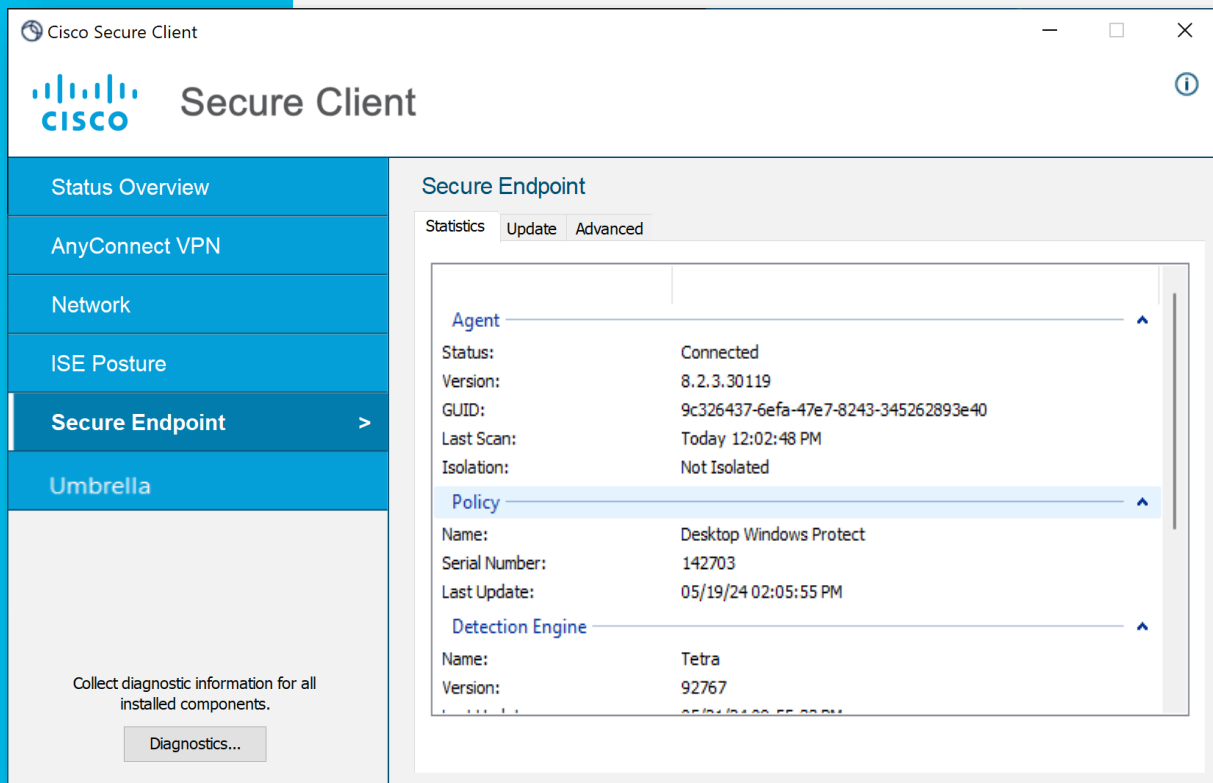 Cisco Secure Client
CISCO
Secure Client
Status Overview
AnyConnect VPN
Network
ISE Posture
Secure Endpoint >
Umbrella
Collect diagnostic information for all
installed components.
Diagnostics...
Secure Endpoint
Statistics Update Advanced
Agent
Status: Connected
Version: 8.2.3.30119
GUID: 9c326437-6efa-47e7-8243-345262893e40
Last Scan: Today 12:02:48 PM
Isolation: Not Isolated
Policy
Name: Desktop Windows Protect
Serial Number: 142703
Last Update: 05/19/24 02:05:55 PM
Detection Engine
Name: Tetra
Version: 92767